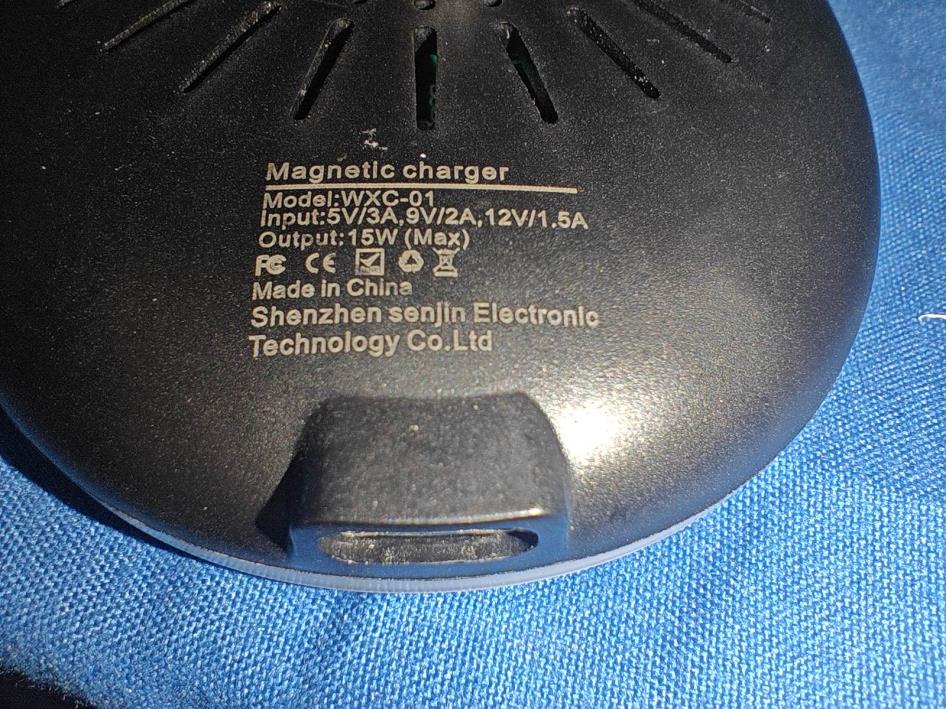 Magnetic charger
Model:WXC-01
Input:5V/3A,9V/2A,12V/1.5A
Output:15W (Max)
FC CE
Made in China
Shenzhen senjin Electronic
Technology Co.Ltd